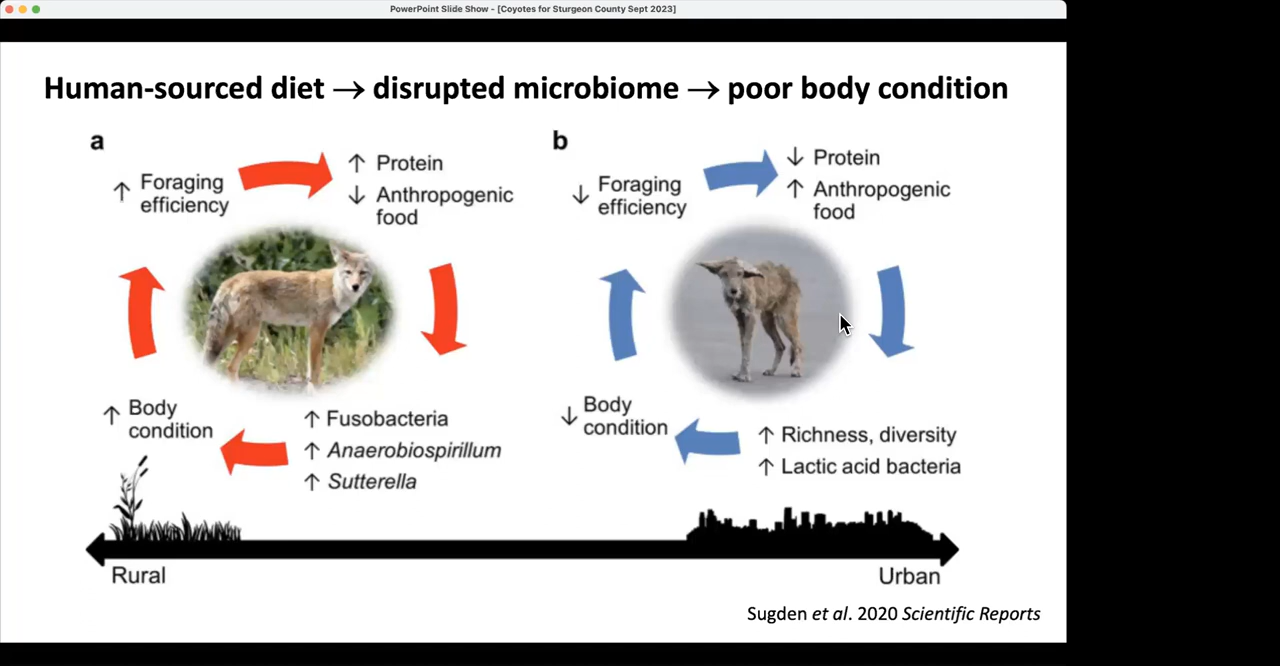 PowerPoint Slide Show - [Coyotes for Sturgeon County Sept 2023]
Human-sourced diet → disrupted microbiome → poor body condition
a
↑ Foraging
efficiency
↑ Protein
↓ Anthropogenic
food
↑ Fusobacteria
↑ Anaerobiospirillum
↑ Sutterella
↑ Body
condition
b
↓ Foraging
efficiency
↓ Protein
↑ Anthropogenic
food
↑ Richness, diversity
↑ Lactic acid bacteria
↓ Body
condition
Rural
Urban
Sugden et al. 2020 Scientific Reports